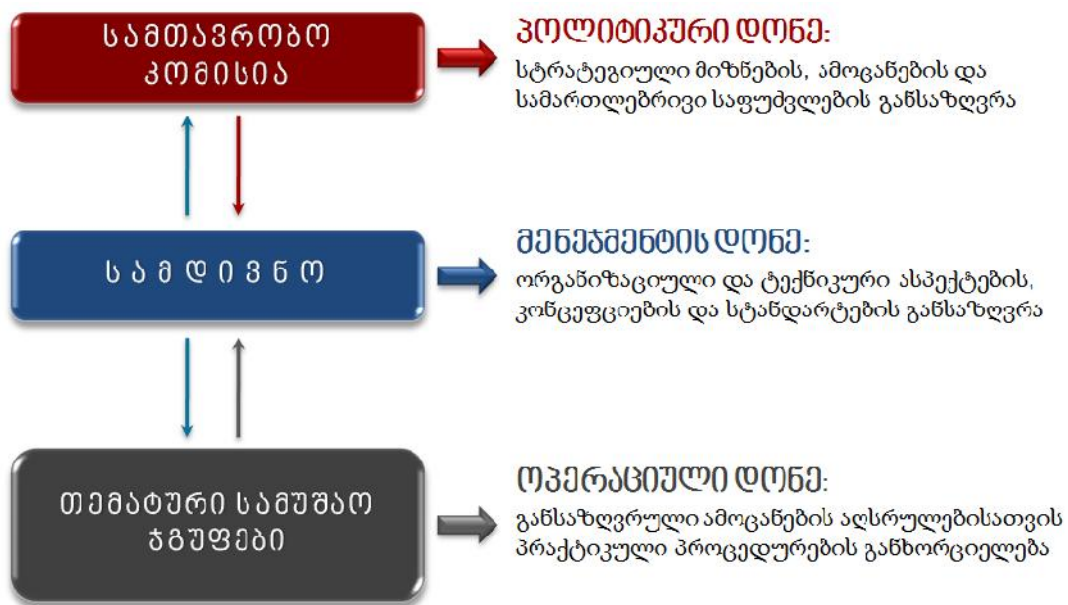 სამთავრობო
კომისია
პოლიტიკური დონე:
სტრატეგიული მიზნების, ამოცანების და
სამართლებრივი საფუძვლების განსაზღვრა
სამდივნო
მენეჯმენტის დონე:
ორგანიზაციული და ტექნიკური ასპექტების,
კონცეფციების და სტანდარტების განსაზღვრა
თემატური სამუშაო
ჯგუფები
ოპერაციული დონე:
განსაზღვრული ამოცანების აღსრულებისათვის
პრაქტიკული პროცედურების განხორციელება